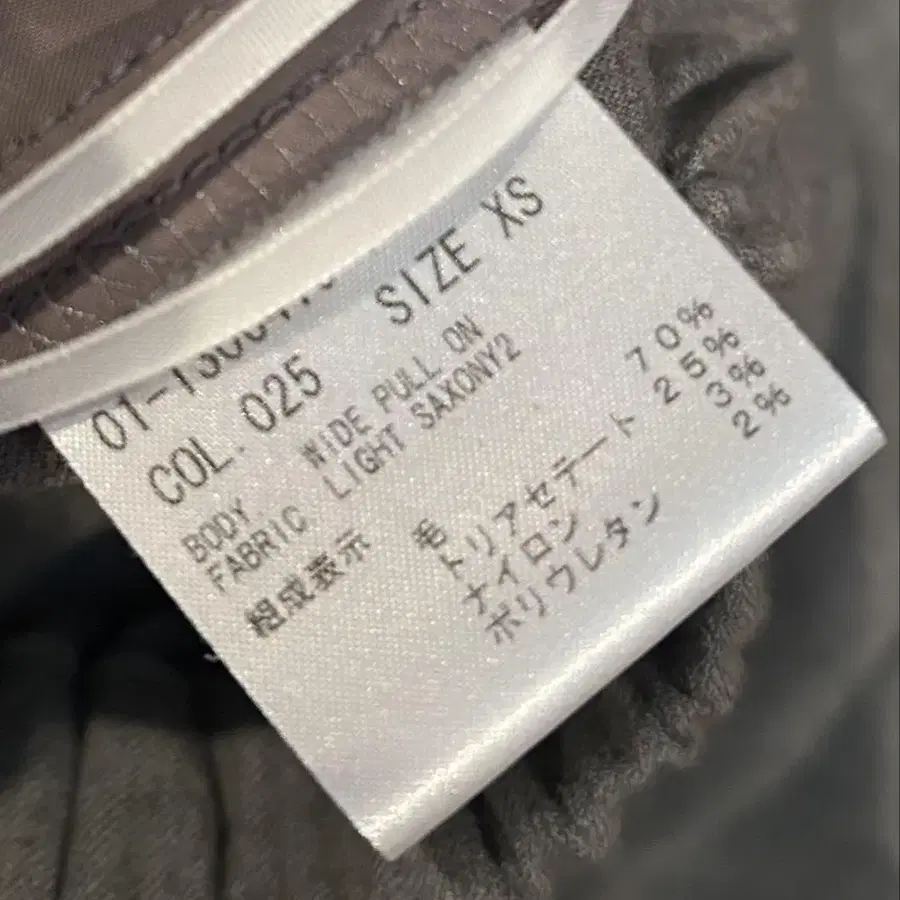 COL. 025 SIZE XS
BODY WIDE PULL ON
FABRIC LIGHT SAXONY2
組成表示 毛 70%
トリアセテート 25%
ナイロン 3%
ポリウレタン 2%